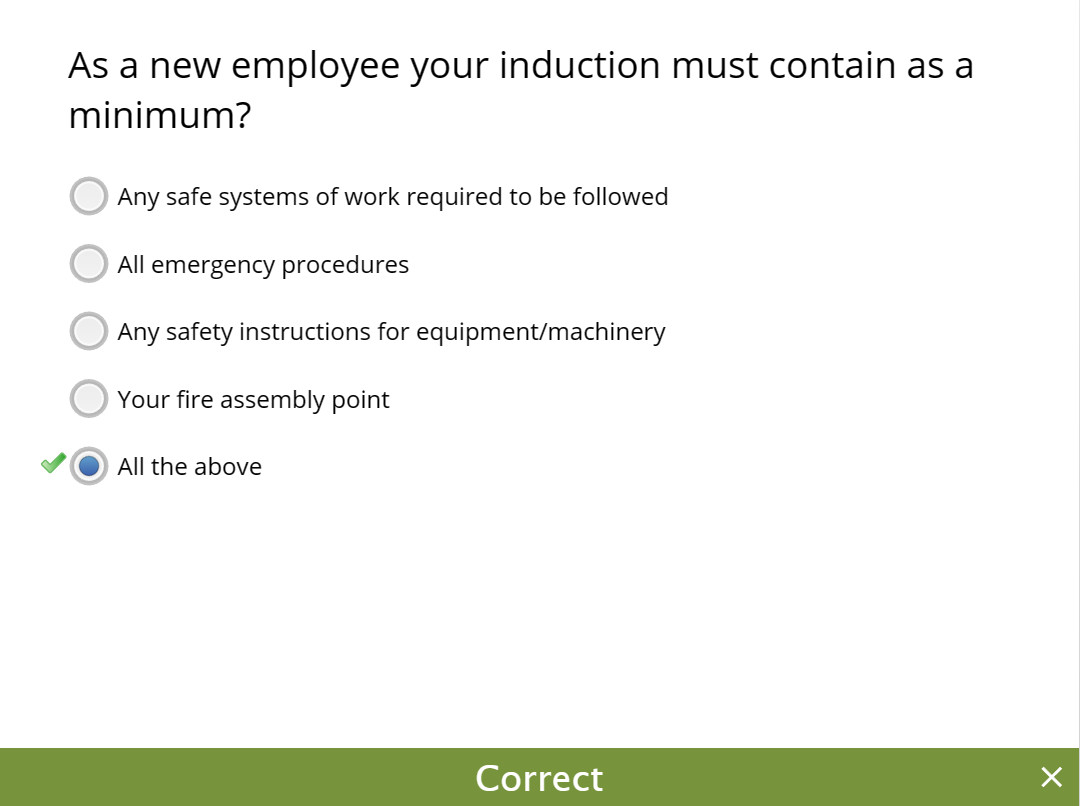 As a new employee your induction must contain as a
minimum?
Any safe systems of work required to be followed
All emergency procedures
Any safety instructions for equipment/machinery
Your fire assembly point
All the above
Correct